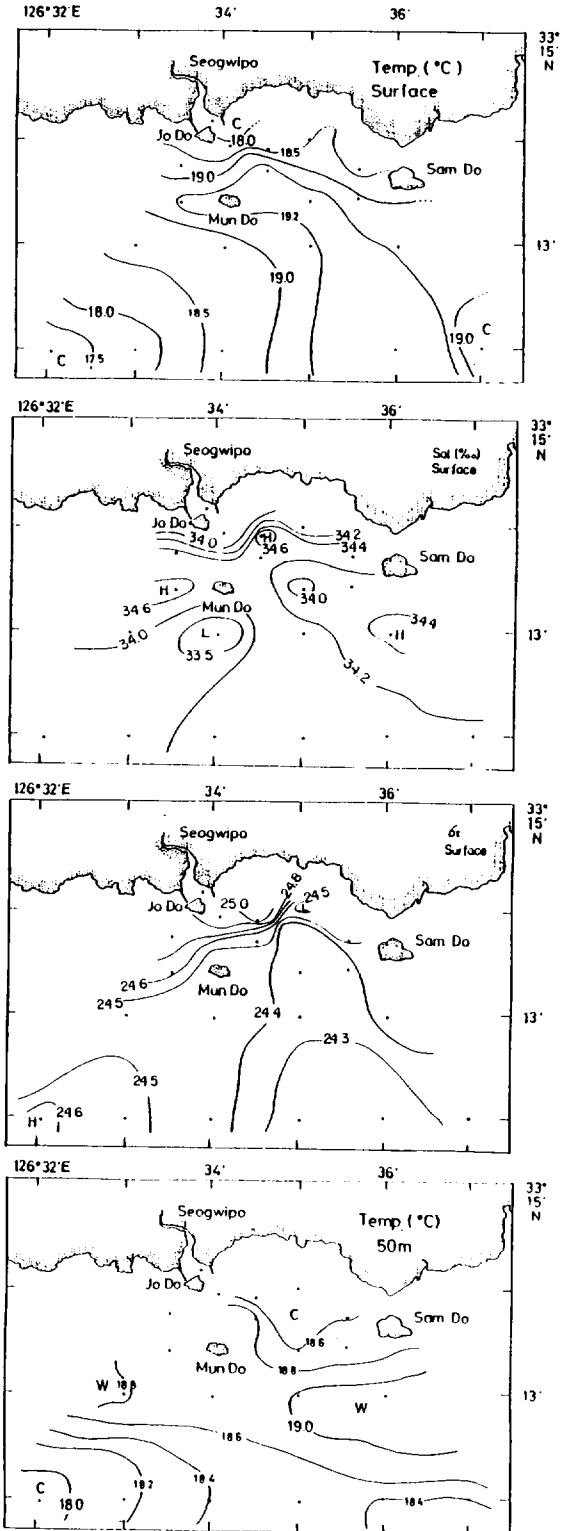 126°32'E 34' 36' 33°
15'
N
Seogwipo
Temp. (°C)
Surface
Jo Do
C
18.0
18.5
Sam Do
19.0
Mun Do
19.2
13'
19.0
18.0
18.5
C
17.5
19.0
C
126°32'E 34' 36' 33°
15'
N
Seogwipo
Sal (‰)
Surface
Jo Do
34.0
H
34.6
34.2
34.4
Sam Do
H
34.6
Mun Do
34.0
34.0
L
33.5
34.4
H
13'
34.2
126°32'E 34' 36' 33°
15'
N
Seogwipo
σt
Surface
Jo Do
25.0
24.8
24.5
L
Sam Do
24.6
24.5
Mun Do
24.4
13'
24.3
24.5
24.6
H
126°32'E 34' 36' 33°
15'
N
Seogwipo
Temp. (°C)
50m
Jo Do
C
18.6
Sam Do
Mun Do
18.8
W
18.8
W
13'
19.0
18.6
C
18.0
18.2
18.4
18.4